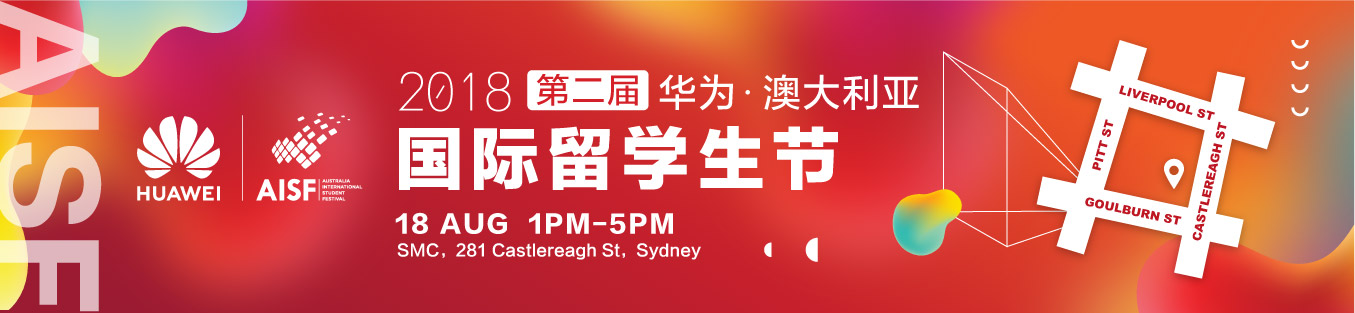 AISF
HUAWEI
AISF
AUSTRALIA
INTERNATIONAL
STUDENT
FESTIVAL
2018 第二届 华为·澳大利亚
国际留学生节
18 AUG 1PM-5PM
SMC, 281 Castlereagh St, Sydney
LIVERPOOL ST
PITT ST
CASTLEREAGH ST
GOULBURN ST